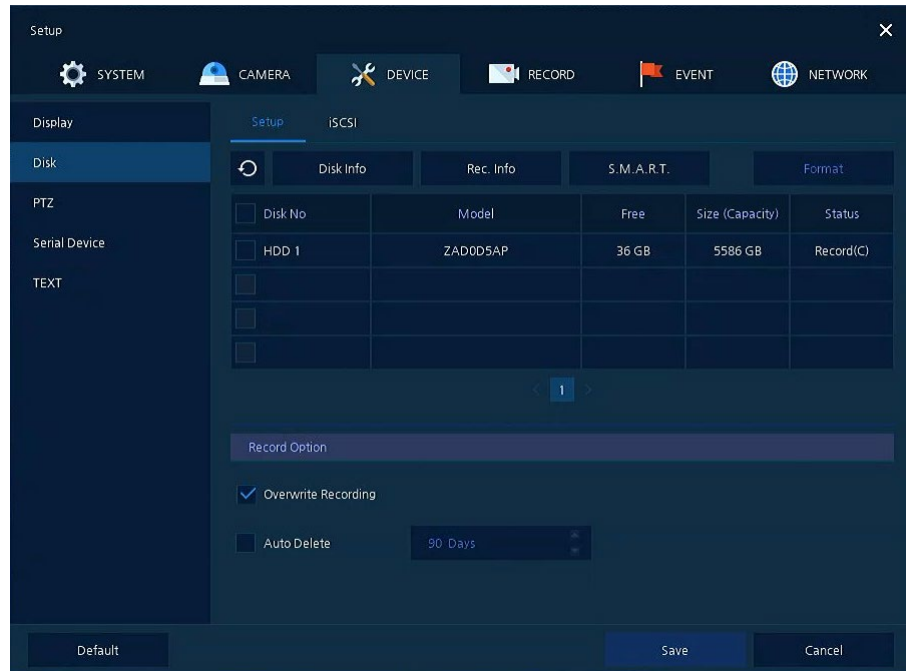 Setup
SYSTEM CAMERA DEVICE RECORD EVENT NETWORK
Display
Disk
PTZ
Serial Device
TEXT
Setup iSCSI
Disk Info Rec. Info S.M.A.R.T. Format
Disk No Model Free Size (Capacity) Status
HDD 1 ZAD0D5AP 36 GB 5586 GB Record(C)
< 1 >
Record Option
Overwrite Recording
Auto Delete 90 Days
Default Save Cancel